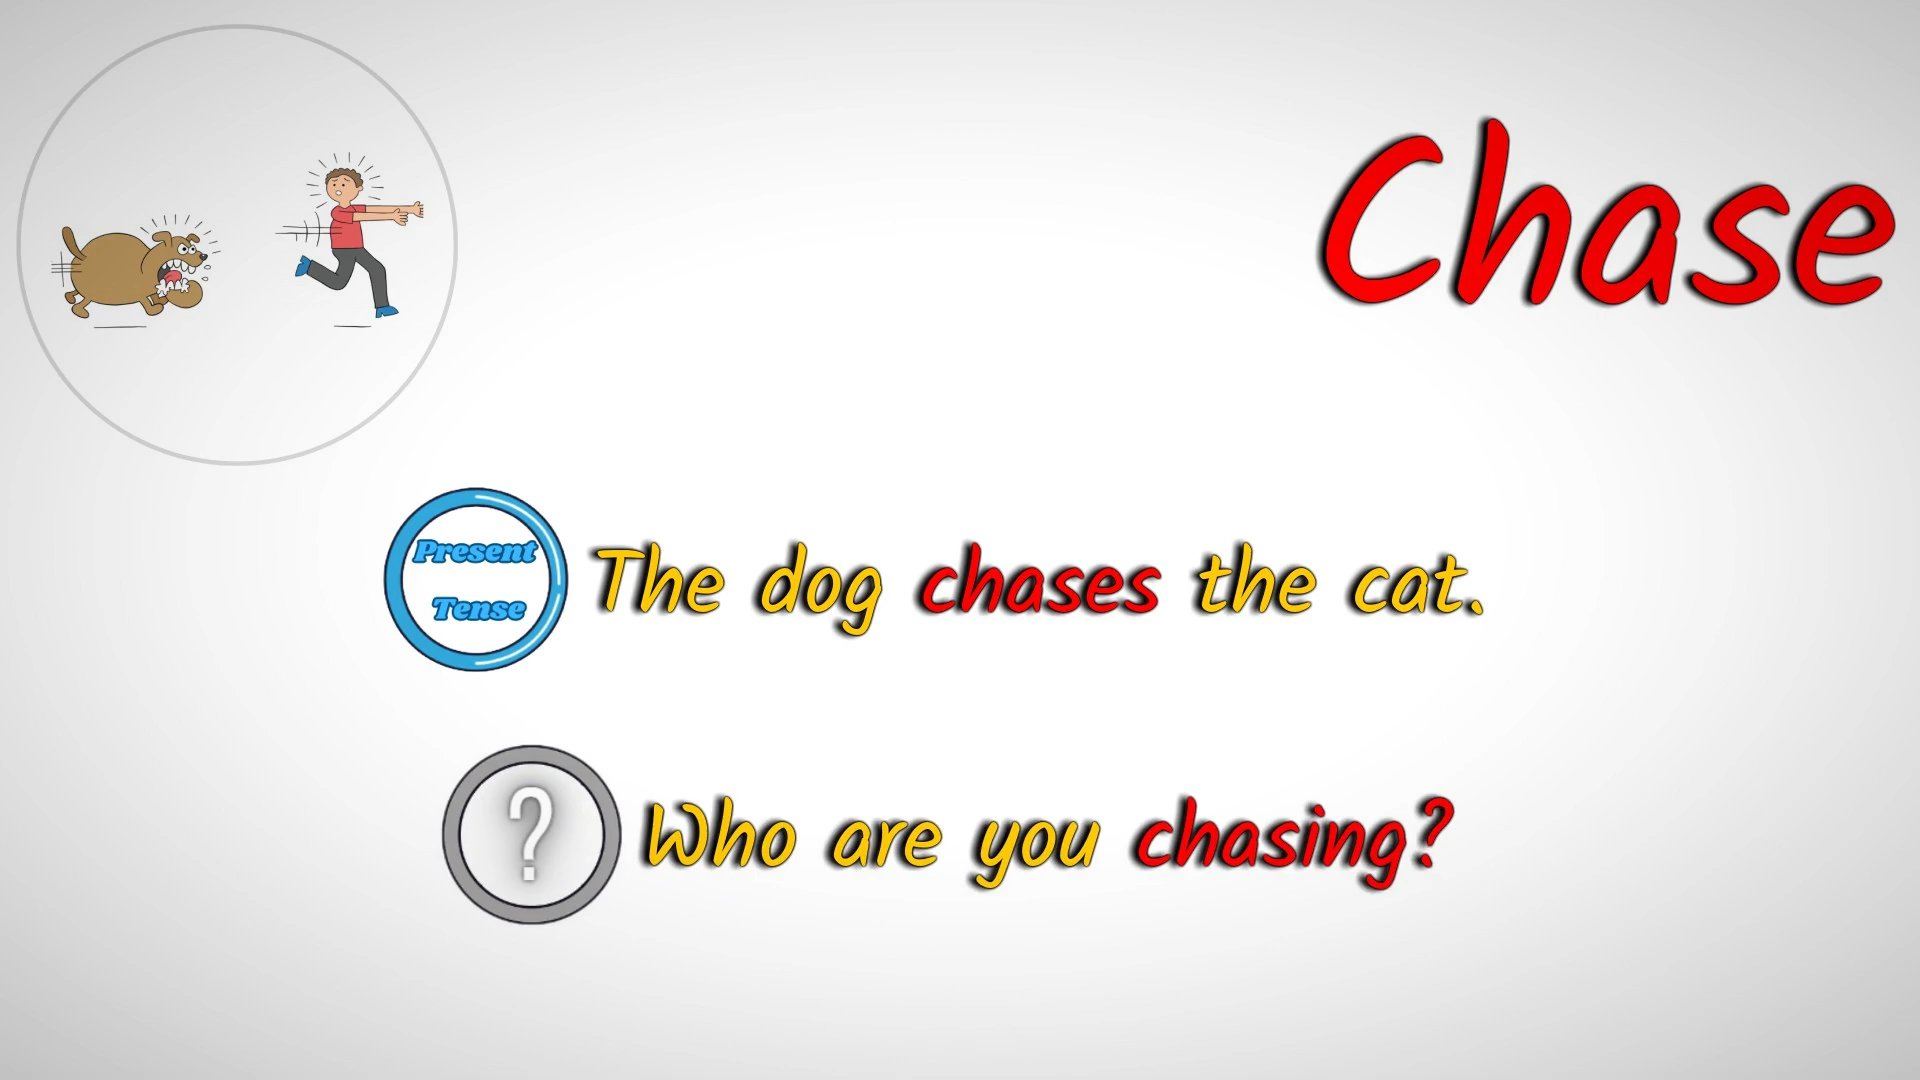 Chase
Present
Tense
The dog chases the cat.
?
Who are you chasing?